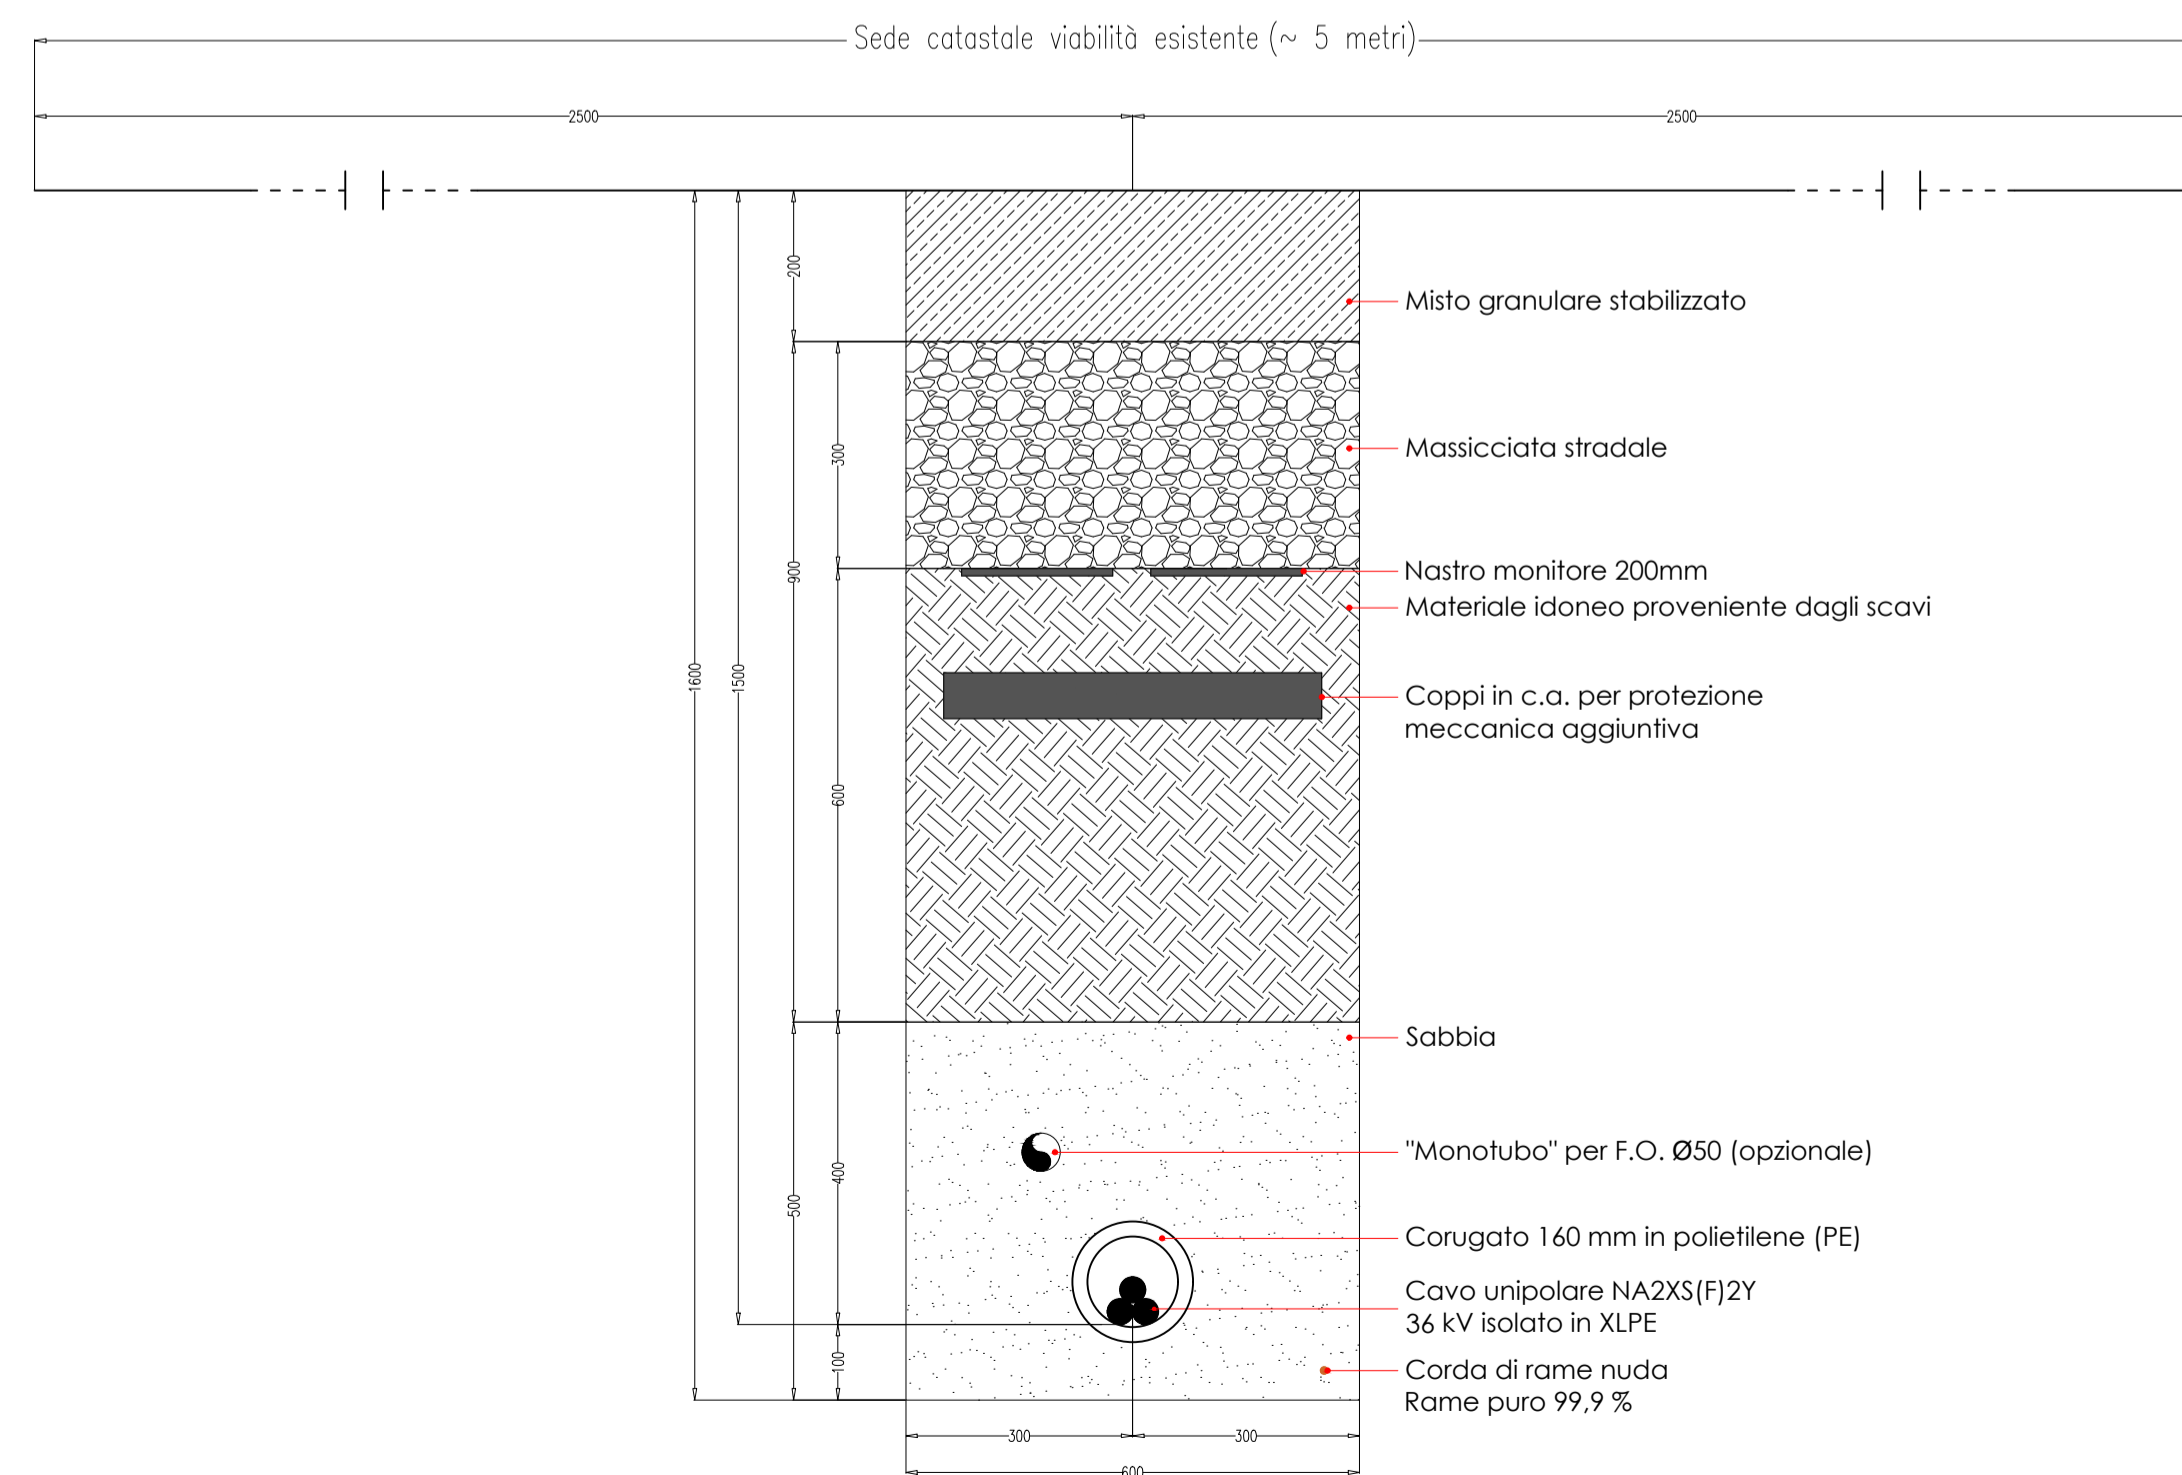 Sede catastale viabilità esistente (~ 5 metri)
2500
2500
200
Misto granulare stabilizzato
300
Massicciata stradale
900
Nastro monitore 200mm
Materiale idoneo proveniente dagli scavi
1600
1500
Coppi in c.a. per protezione
meccanica aggiuntiva
600
Sabbia
"Monotubo" per F.O. Ø50 (opzionale)
400
500
Corugato 160 mm in polietilene (PE)
Cavo unipolare NA2XS(F)2Y
36 kV isolato in XLPE
100
Corda di rame nuda
Rame puro 99,9 %
300
300
600